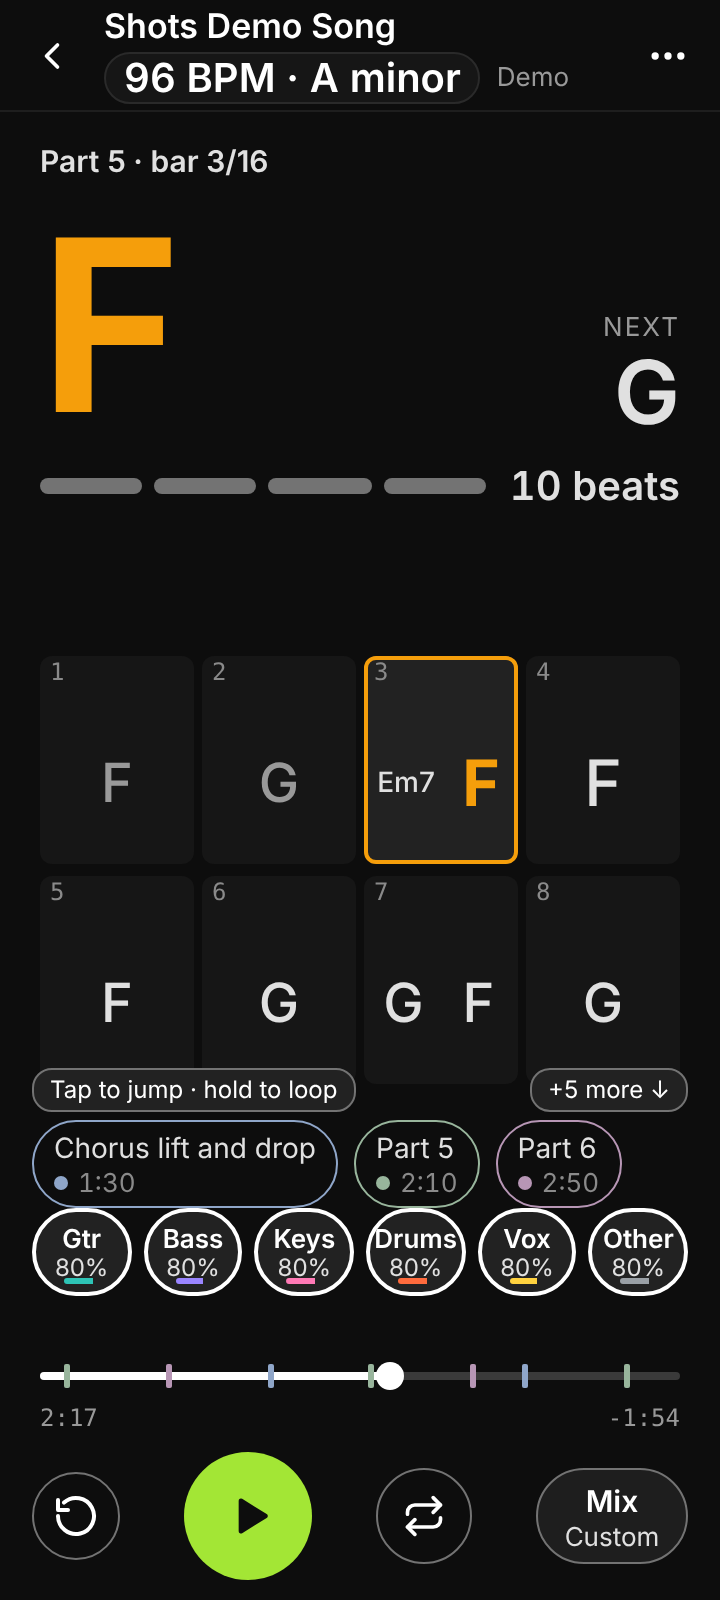 Shots Demo Song
96 BPM · A minor
Demo
Part 5 · bar 3/16
F
NEXT
G
10 beats
1 2 3 4
F G Em7 F F
5 6 7 8
F G G F G
Tap to jump · hold to loop
+5 more ↓
Chorus lift and drop Part 5 Part 6
1:30 2:10 2:50
Gtr Bass Keys Drums Vox Other
80% 80% 80% 80% 80% 80%
2:17 -1:54
Mix
Custom